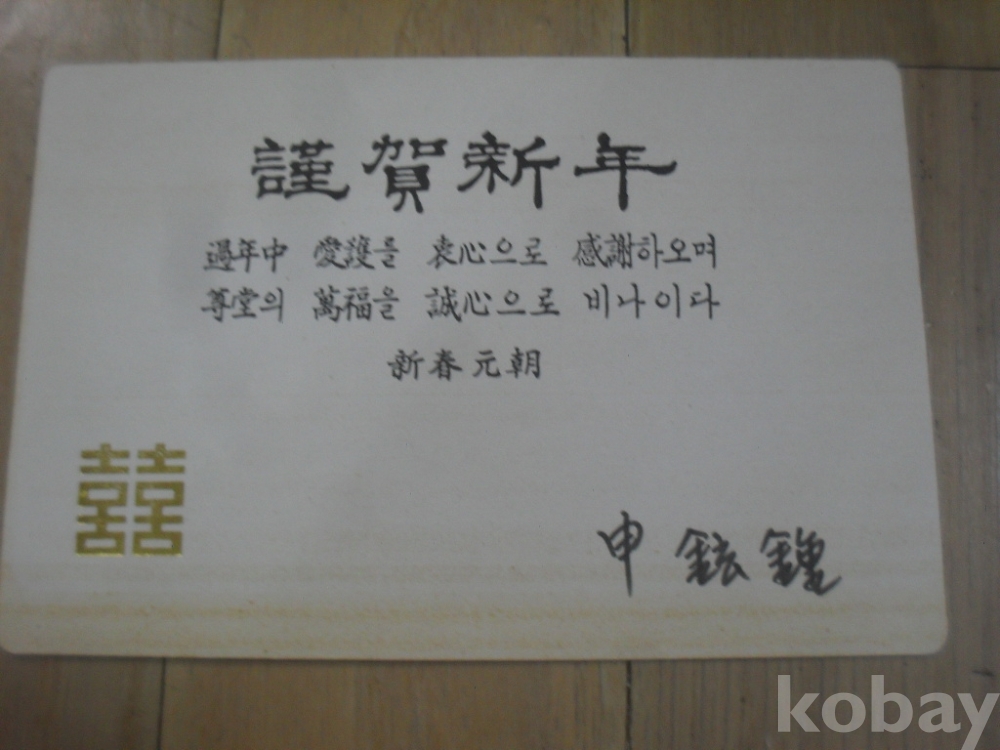 謹賀新年
過年中 愛護를 衷心으로 感謝하오며
尊堂의 萬福을 誠心으로 비나이다
新春元朝
囍
申鉉鍠
kobay